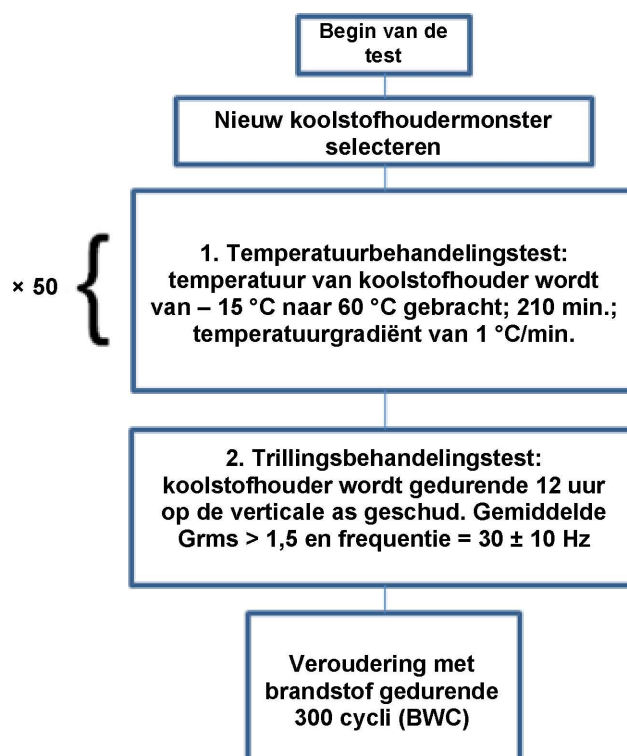 Begin van de
test
Nieuw koolstofhoudermonster
selecteren
× 50
1. Temperatuurbehandelingstest:
temperatuur van koolstofhouder wordt
van – 15 °C naar 60 °C gebracht; 210 min.;
temperatuurgradiënt van 1 °C/min.
2. Trillingsbehandelingstest:
koolstofhouder wordt gedurende 12 uur
op de verticale as geschud. Gemiddelde
Grms > 1,5 en frequentie = 30 ± 10 Hz
Veroudering met
brandstof gedurende
300 cycli (BWC)